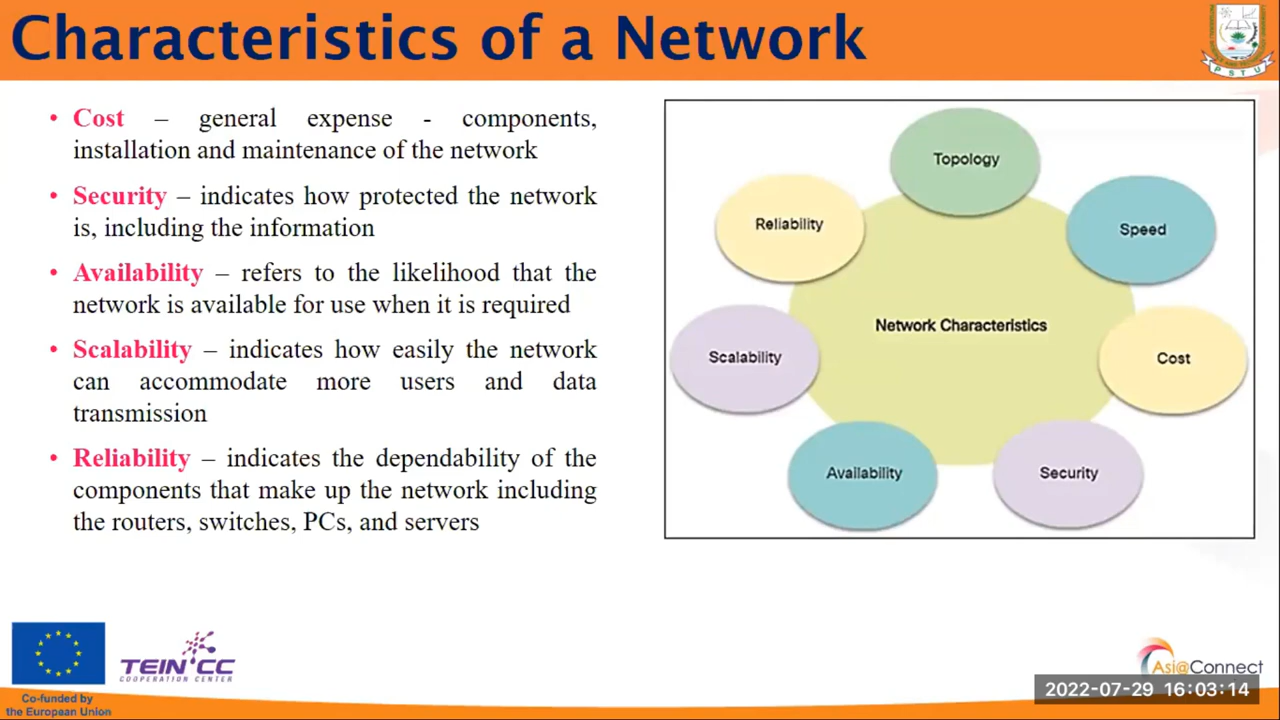 Characteristics of a Network
• Cost – general expense - components,
installation and maintenance of the network
• Security – indicates how protected the network
is, including the information
• Availability – refers to the likelihood that the
network is available for use when it is required
• Scalability – indicates how easily the network
can accommodate more users and data
transmission
• Reliability – indicates the dependability of the
components that make up the network including
the routers, switches, PCs, and servers
Topology
Reliability
Speed
Network Characteristics
Scalability
Cost
Availability
Security
PSTU
TEIN*CC
COOPERATION CENTER
Co-funded by
the European Union
Asi@Connect
2022-07-29 16:03:14